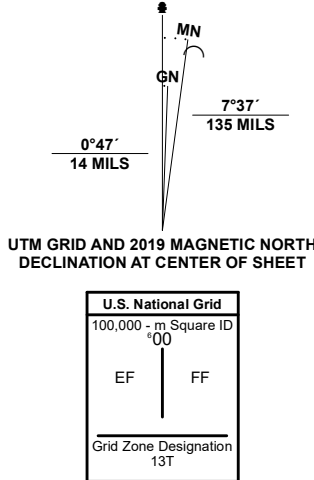 MN
GN
7°37´
135 MILS
0°47´
14 MILS
UTM GRID AND 2019 MAGNETIC NORTH
DECLINATION AT CENTER OF SHEET
U.S. National Grid
100,000 - m Square ID
⁶00
EF FF
Grid Zone Designation
13T